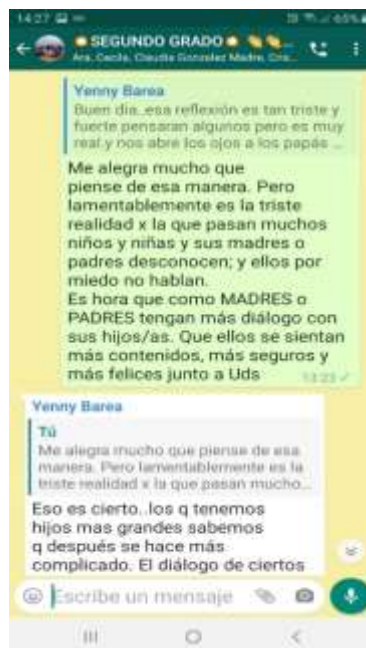 14:27
65%
SEGUNDO GRADO
Ara, Cecila, Claudia Gonzalez Madre, Cris...
Yenny Barea
Buen dia..esa reflexión es tan triste y
fuerte pensaran algunos pero es muy
real y nos abre los ojos a los papás ...
Me alegra mucho que
piense de esa manera. Pero
lamentablemente es la triste
realidad x la que pasan muchos
niños y niñas y sus madres o
padres desconocen; y ellos por
miedo no hablan.
Es hora que como MADRES o
PADRES tengan más diálogo con
sus hijos/as. Que ellos se sientan
más contenidos, más seguros y
más felices junto a Uds
13:23
Yenny Barea
Tú
Me alegra mucho que piense de esa
manera. Pero lamentablemente es la
triste realidad x la que pasan mucho...
Eso es cierto..los q tenemos
hijos mas grandes sabemos
q después se hace más
complicado. El diálogo de ciertos
Escribe un mensaje